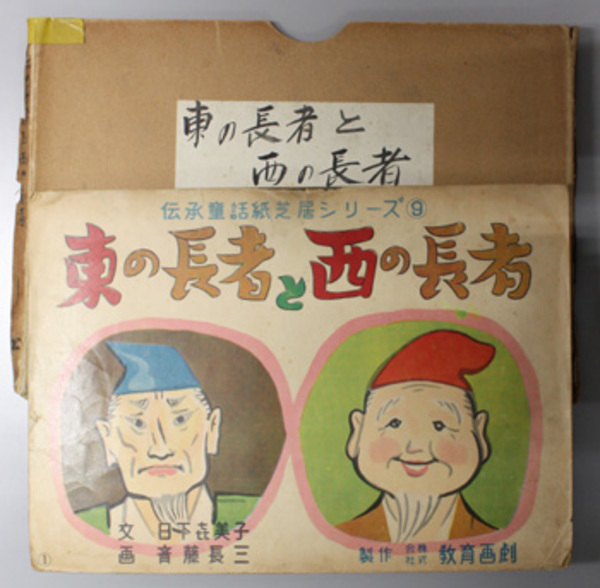 東の長者と
西の長者
伝承童話紙芝居シリーズ⑨
東の長者と西の長者
文 日下㐂美子
画 斉藤長三
製作 株式会社 教育画劇
①